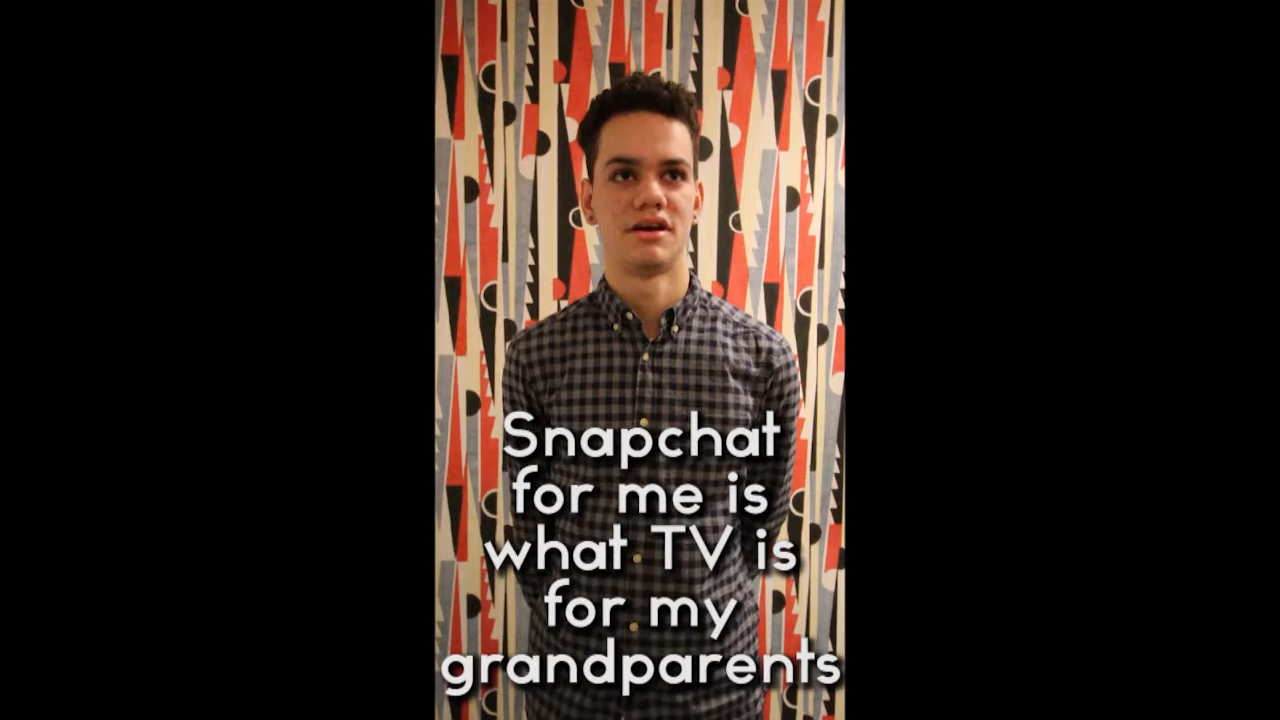 Snapchat
for me is
what TV is
for my
grandparents